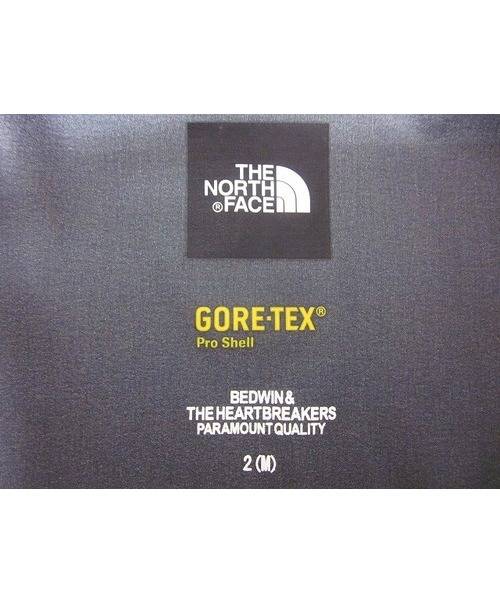 THE
NORTH
®FACE
GORE-TEX®
Pro Shell
BEDWIN &
THE HEARTBREAKERS
PARAMOUNT QUALITY
2 (M)